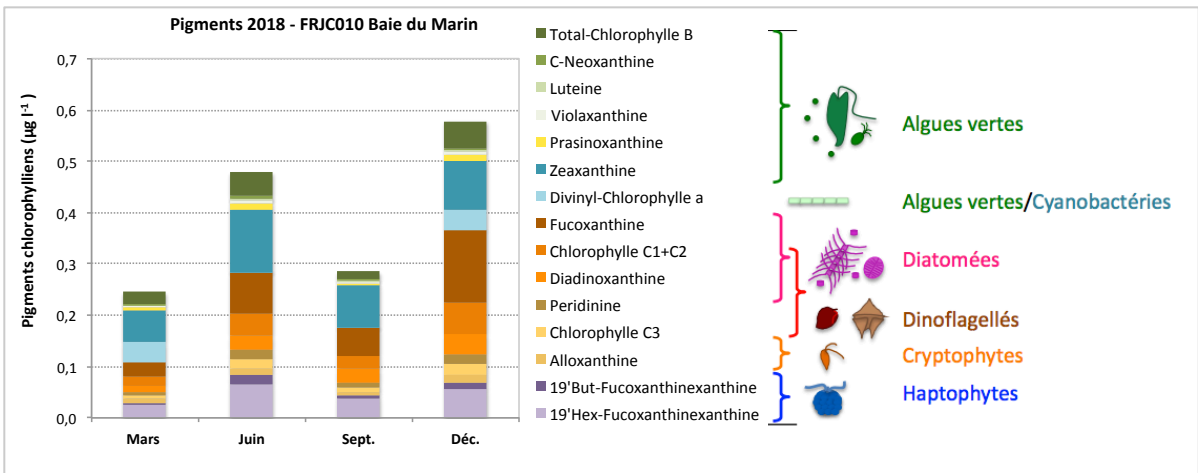 Pigments 2018 - FRJC010 Baie du Marin
Pigments chlorophylliens (µg l-1)
0,7
0,6
0,5
0,4
0,3
0,2
0,1
0,0
Mars
Juin
Sept.
Déc.
Total-Chlorophylle B
C-Neoxanthine
Luteine
Violaxanthine
Prasinoxanthine
Zeaxanthine
Divinyl-Chlorophylle a
Fucoxanthine
Chlorophylle C1+C2
Diadinoxanthine
Peridinine
Chlorophylle C3
Alloxanthine
19'But-Fucoxanthinexanthine
19'Hex-Fucoxanthinexanthine
Algues vertes
Algues vertes/Cyanobactéries
Diatomées
Dinoflagellés
Cryptophytes
Haptophytes